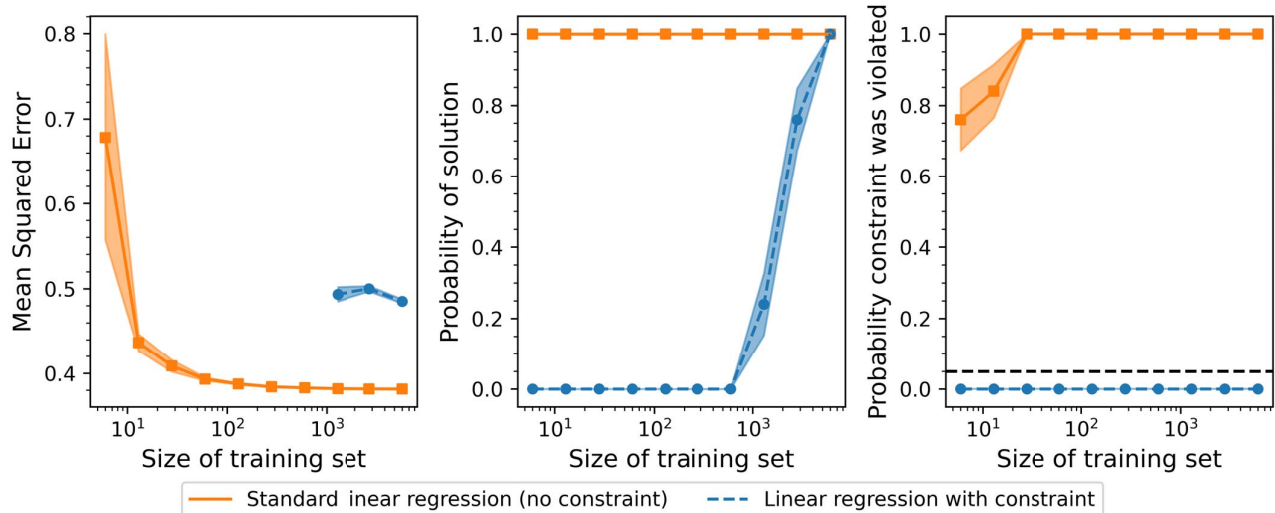 Mean Squared Error
0.8
0.7
0.6
0.5
0.4
10¹ 10² 10³
Size of training set
Probability of solution
1.0
0.8
0.6
0.4
0.2
0.0
10¹ 10² 10³
Size of training set
Probability constraint was violated
1.0
0.8
0.6
0.4
0.2
0.0
10¹ 10² 10³
Size of training set
Standard inear regression (no constraint) Linear regression with constraint